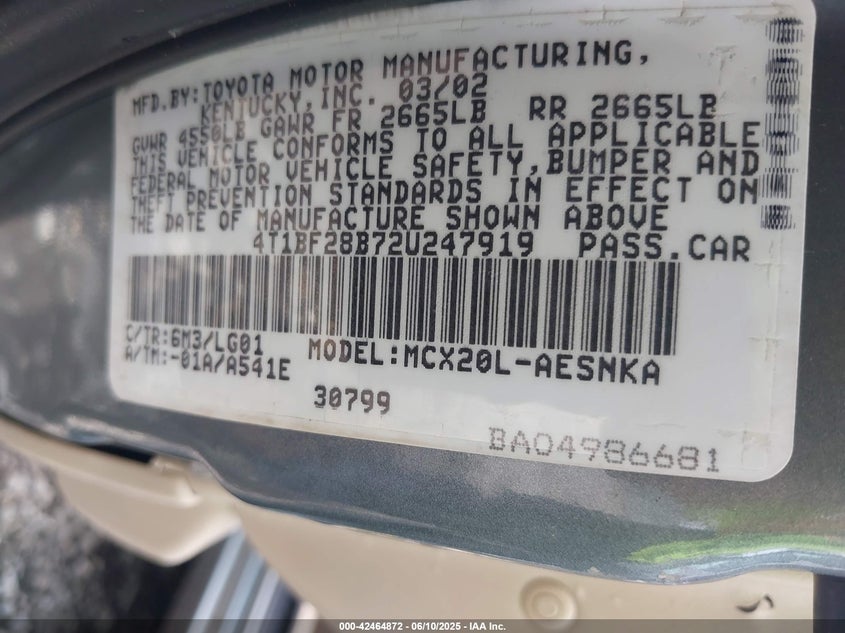 MFD.BY:TOYOTA MOTOR MANUFACTURING,
KENTUCKY,INC. 03/02
GVWR 4550LB GAWR FR 2665LB RR 2665LB
THIS VEHICLE CONFORMS TO ALL APPLICABLE
FEDERAL MOTOR VEHICLE SAFETY,BUMPER AND
THEFT PREVENTION STANDARDS IN EFFECT ON
THE DATE OF MANUFACTURE SHOWN ABOVE
4T1BF28B72U247919 PASS.CAR
C/TR:6M3/LG01
A/TM:-01A/A541E
MODEL:MCX20L-AESNKA
30799
BA04986681
000-42464872 - 06/10/2025 - IAA Inc.